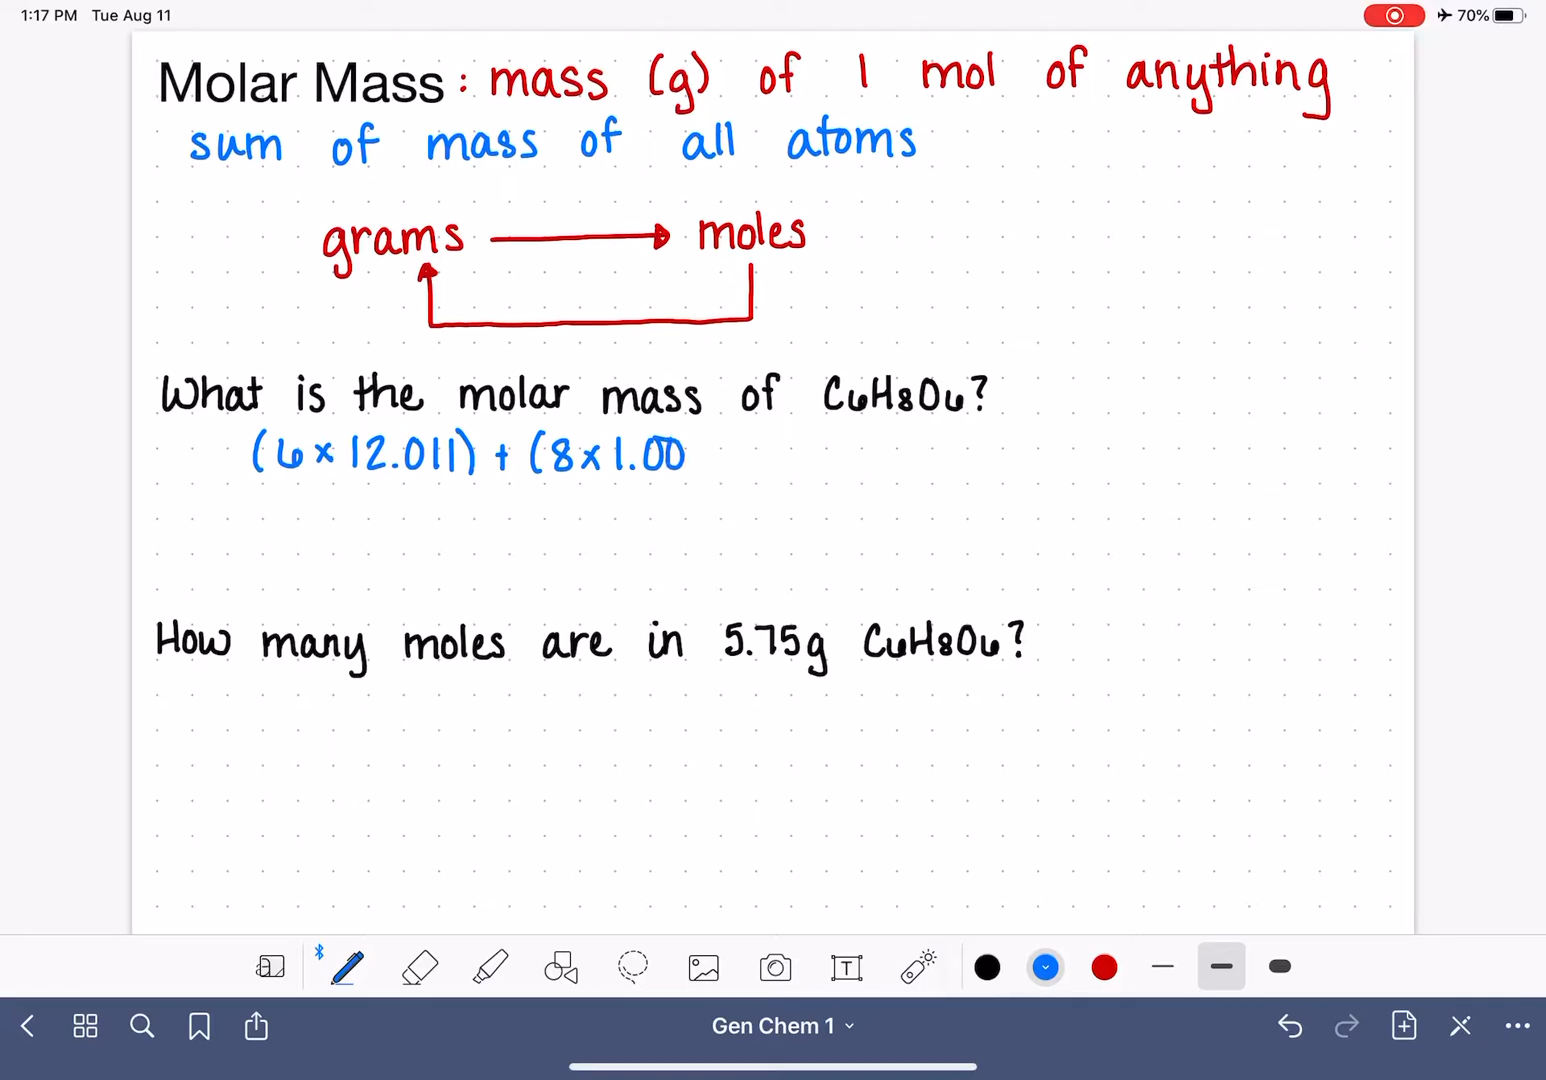 1:17 PM Tue Aug 11
70%
Molar Mass : mass (g) of 1 mol of anything
sum of mass of all atoms
grams → moles
What is the molar mass of C6H8O6?
(6 × 12.011) + (8 × 1.00
How many moles are in 5.75g C6H8O6?
Gen Chem 1